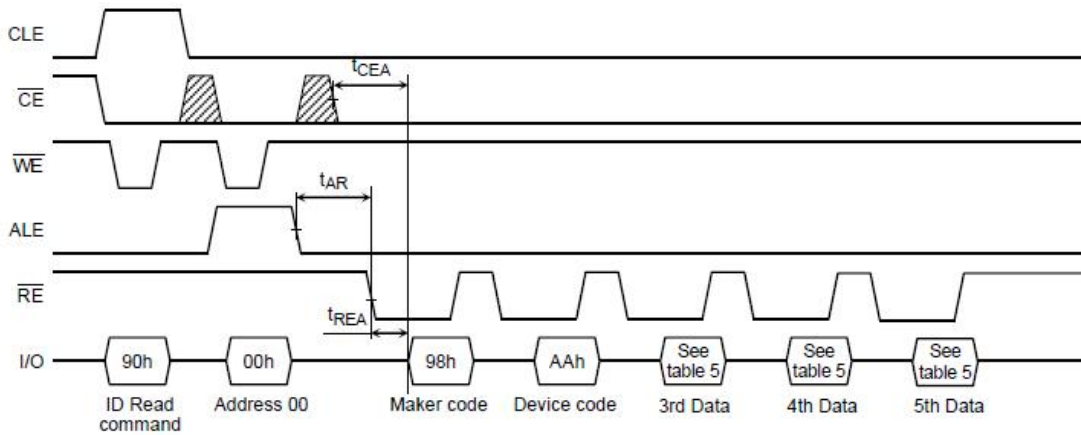 CLE
tCEA
CE
WE
tAR
ALE
RE
tREA
I/O
90h
00h
98h
AAh
See
table 5
See
table 5
See
table 5
ID Read
command
Address 00
Maker code
Device code
3rd Data
4th Data
5th Data